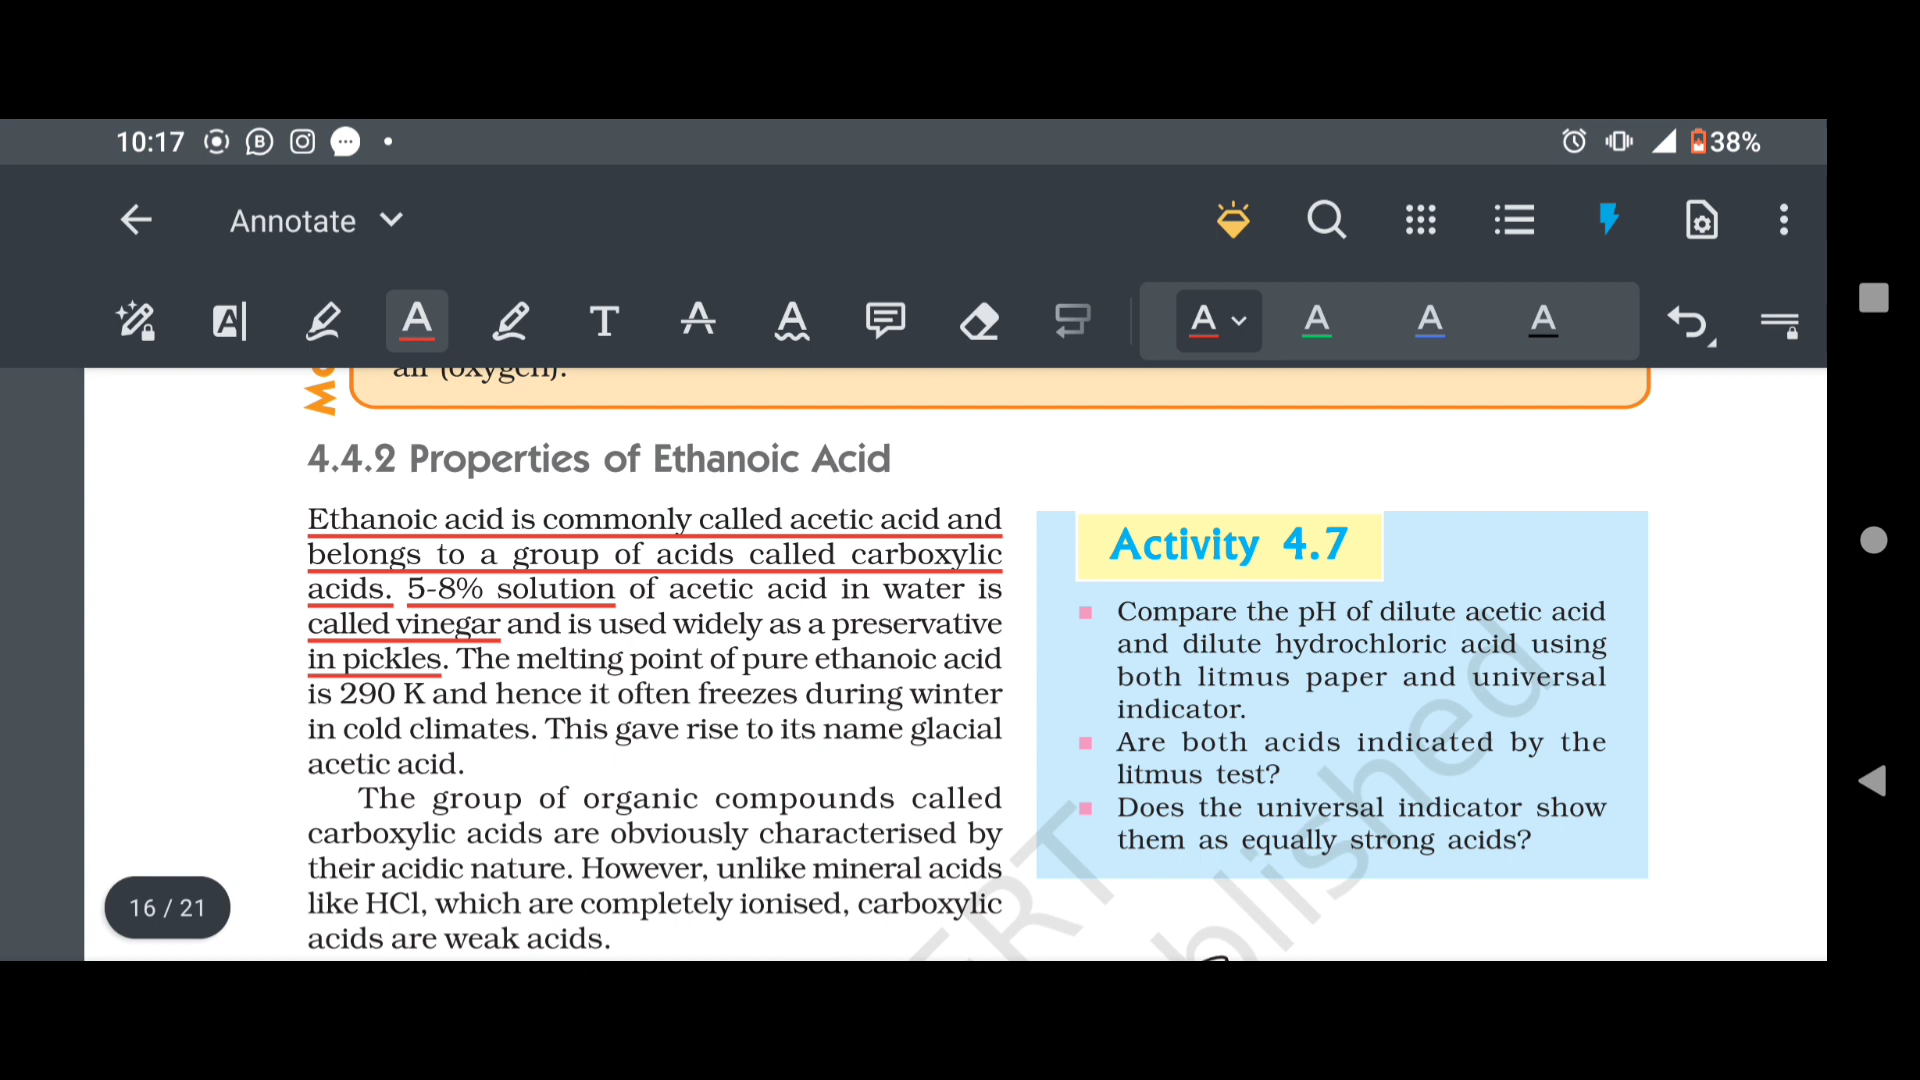 10:17
38%
Annotate
air (oxygen).
4.4.2 Properties of Ethanoic Acid
Ethanoic acid is commonly called acetic acid and
belongs to a group of acids called carboxylic
acids. 5-8% solution of acetic acid in water is
called vinegar and is used widely as a preservative
in pickles. The melting point of pure ethanoic acid
is 290 K and hence it often freezes during winter
in cold climates. This gave rise to its name glacial
acetic acid.
The group of organic compounds called
carboxylic acids are obviously characterised by
their acidic nature. However, unlike mineral acids
like HCl, which are completely ionised, carboxylic
acids are weak acids.
Activity 4.7
Compare the pH of dilute acetic acid
and dilute hydrochloric acid using
both litmus paper and universal
indicator.
Are both acids indicated by the
litmus test?
Does the universal indicator show
them as equally strong acids?
16 / 21